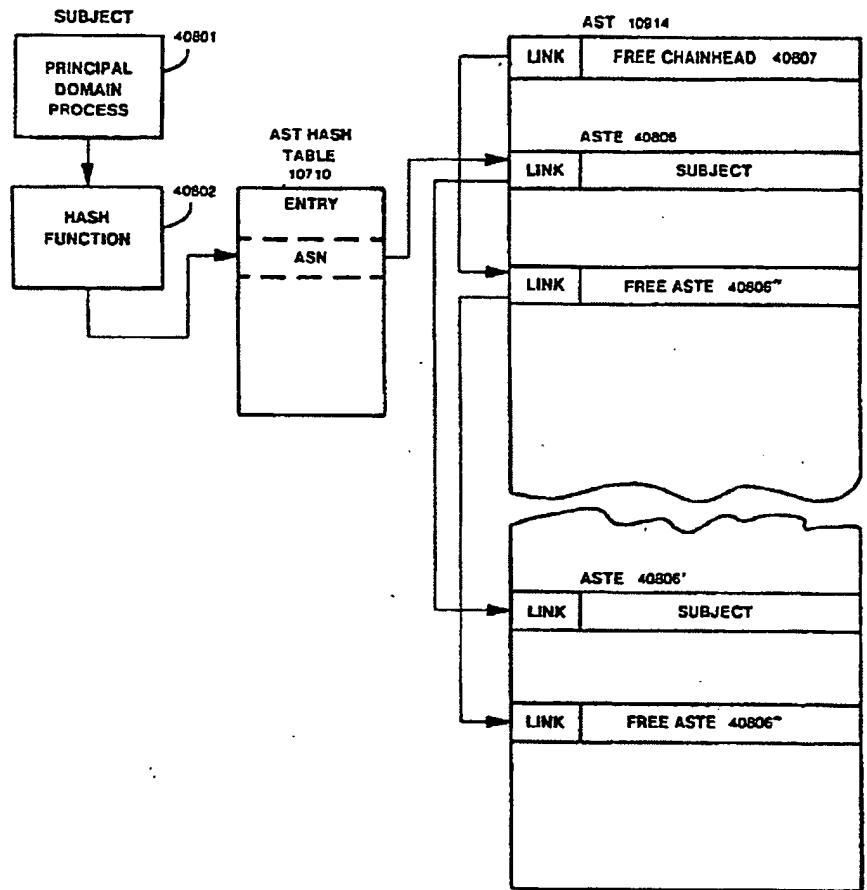 SUBJECT
40801
PRINCIPAL
DOMAIN
PROCESS
40802
HASH
FUNCTION
AST HASH
TABLE
10710
ENTRY
ASN
AST 10914
LINK FREE CHAINHEAD 40807
ASTE 40806
LINK SUBJECT
LINK FREE ASTE 40806"
ASTE 40806'
LINK SUBJECT
LINK FREE ASTE 40806"